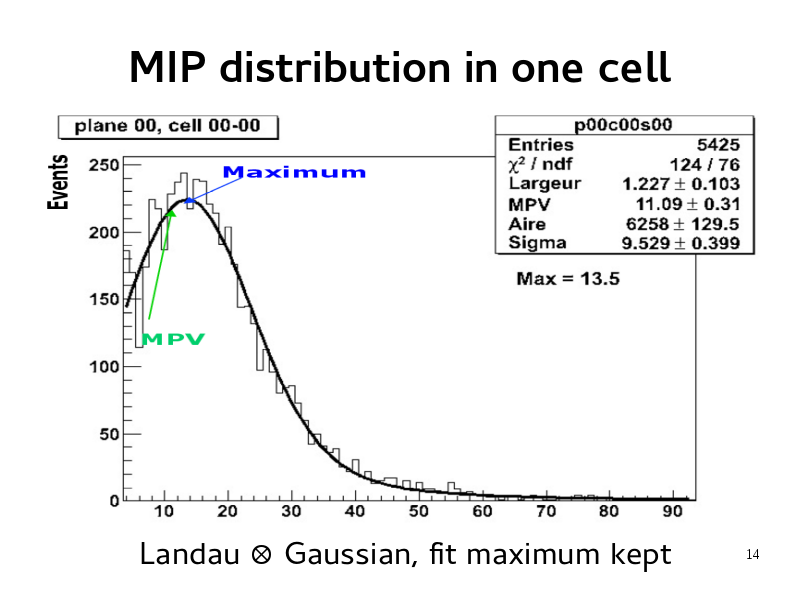 MIP distribution in one cell
plane 00, cell 00-00
p00c00s00
Entries 5425
χ² / ndf 124 / 76
Largeur 1.227 ± 0.103
MPV 11.09 ± 0.31
Aire 6258 ± 129.5
Sigma 9.529 ± 0.399
Max = 13.5
Events
Maximum
MPV
250
200
150
100
50
0
10 20 30 40 50 60 70 80 90
Landau ⊗ Gaussian, fit maximum kept
14